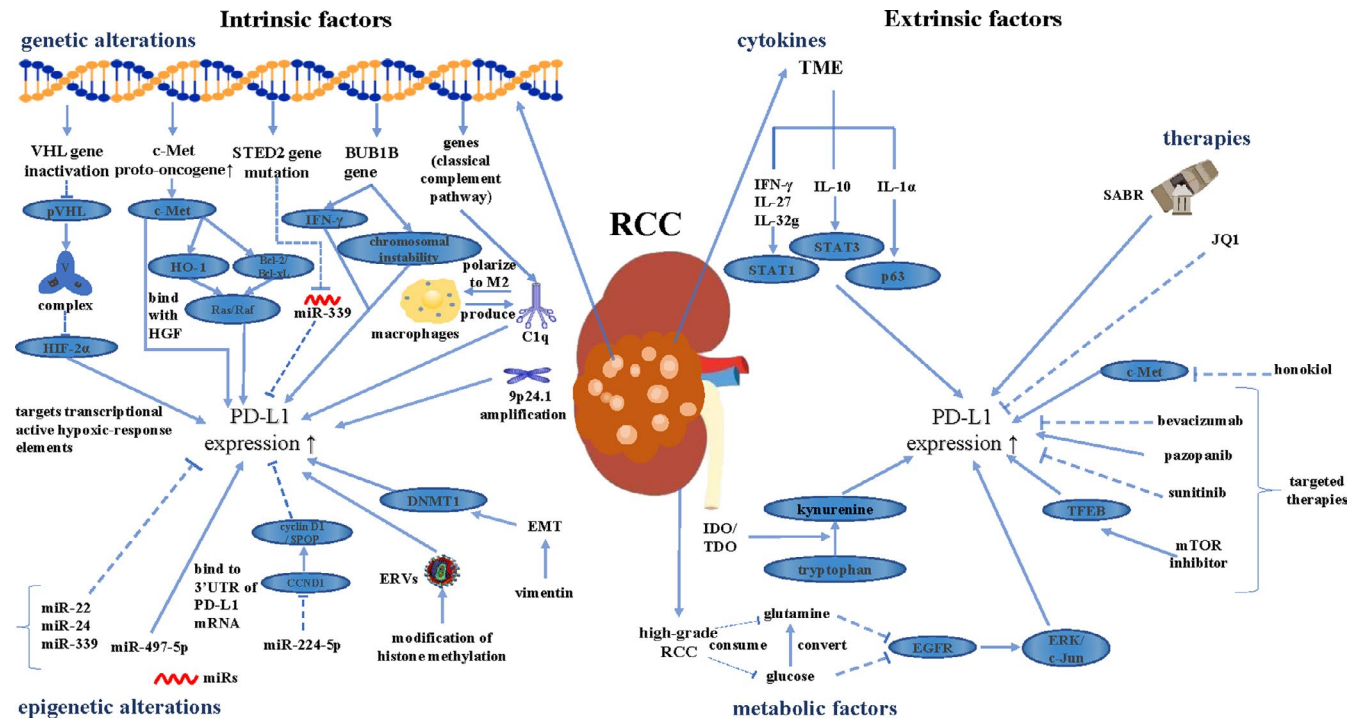 Intrinsic factors
Extrinsic factors
genetic alterations
cytokines
TME
therapies
VHL gene
inactivation
c-Met
proto-oncogene↑
STED2 gene
mutation
BUB1B
gene
genes
(classical
complement
pathway)
IFN-γ
IL-27
IL-32g
IL-10
IL-1α
SABR
pVHL
c-Met
IFN-γ
RCC
JQ1
chromosomal
instability
STAT3
STAT1
p63
V
HO-1
Bcl-2/
Bcl-xL
complex
bind
with
HGF
Ras/Raf
miR-339
polarize
to M2
produce
macrophages
C1q
HIF-2α
c-Met
honokiol
9p24.1
amplification
targets transcriptional
active hypoxic-response
elements
PD-L1
expression ↑
PD-L1
expression ↑
bevacizumab
pazopanib
sunitinib
targeted
therapies
DNMT1
kynurenine
TFEB
cyclin D1
/SPOP
EMT
IDO/
TDO
mTOR
inhibitor
bind to
3’UTR of
PD-L1
mRNA
CCND1
ERVs
vimentin
tryptophan
miR-22
miR-24
miR-339
miR-497-5p
miR-224-5p
modification of
histone methylation
high-grade
RCC
consume
glutamine
convert
glucose
EGFR
ERK/
c-Jun
miRs
epigenetic alterations
metabolic factors